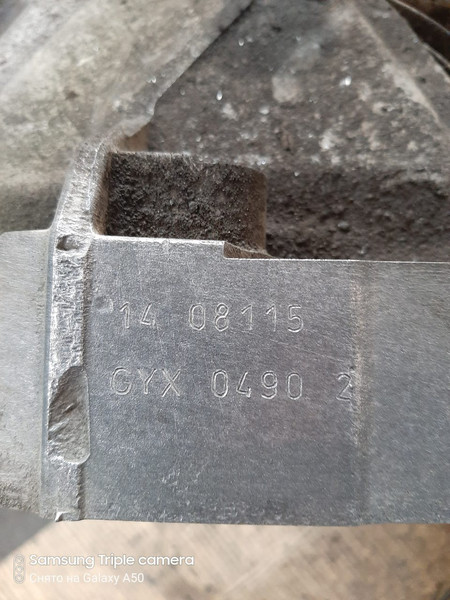 14 08115
GYX 0490 2
Samsung Triple camera
Снято на Galaxy A50